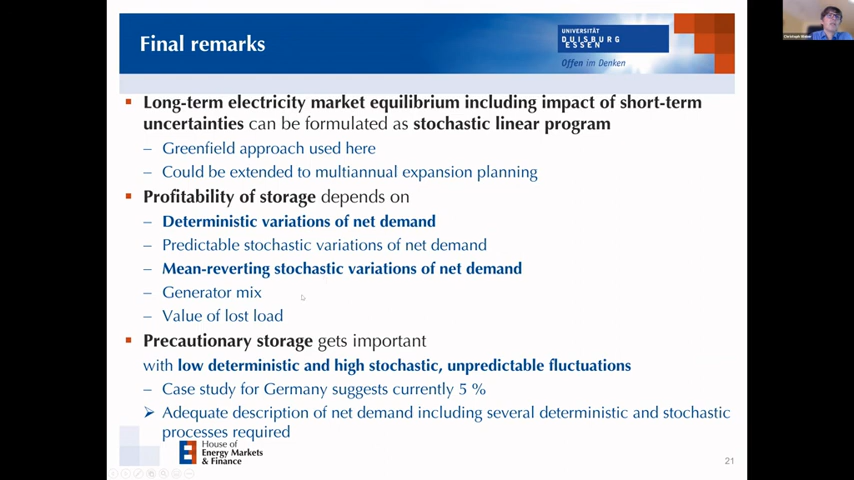 Final remarks
UNIVERSITÄT
DUISBURG
ESSEN
Offen im Denken
▪ Long-term electricity market equilibrium including impact of short-term
uncertainties can be formulated as stochastic linear program
– Greenfield approach used here
– Could be extended to multiannual expansion planning
▪ Profitability of storage depends on
– Deterministic variations of net demand
– Predictable stochastic variations of net demand
– Mean-reverting stochastic variations of net demand
– Generator mix
– Value of lost load
▪ Precautionary storage gets important
with low deterministic and high stochastic, unpredictable fluctuations
– Case study for Germany suggests currently 5 %
➢ Adequate description of net demand including several deterministic and stochastic
processes required
House of
Energy Markets
& Finance
21